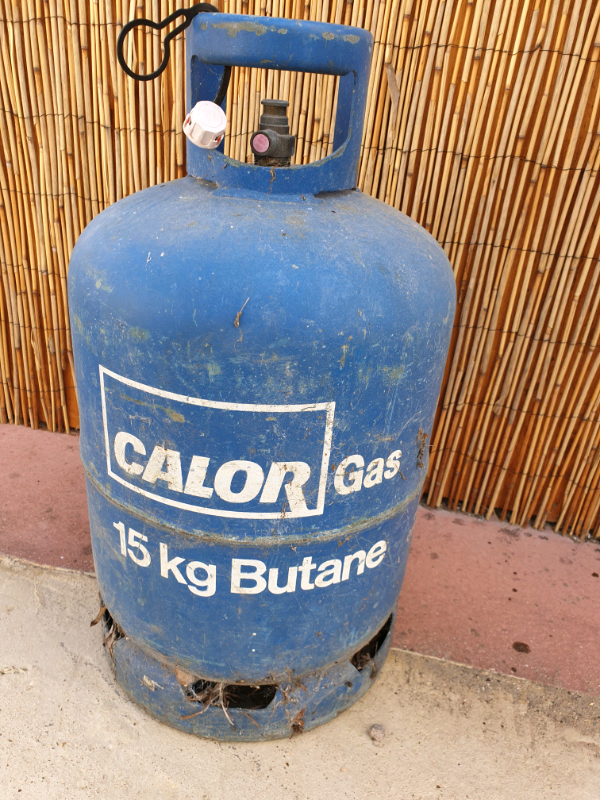 CALOR Gas
15 kg Butane